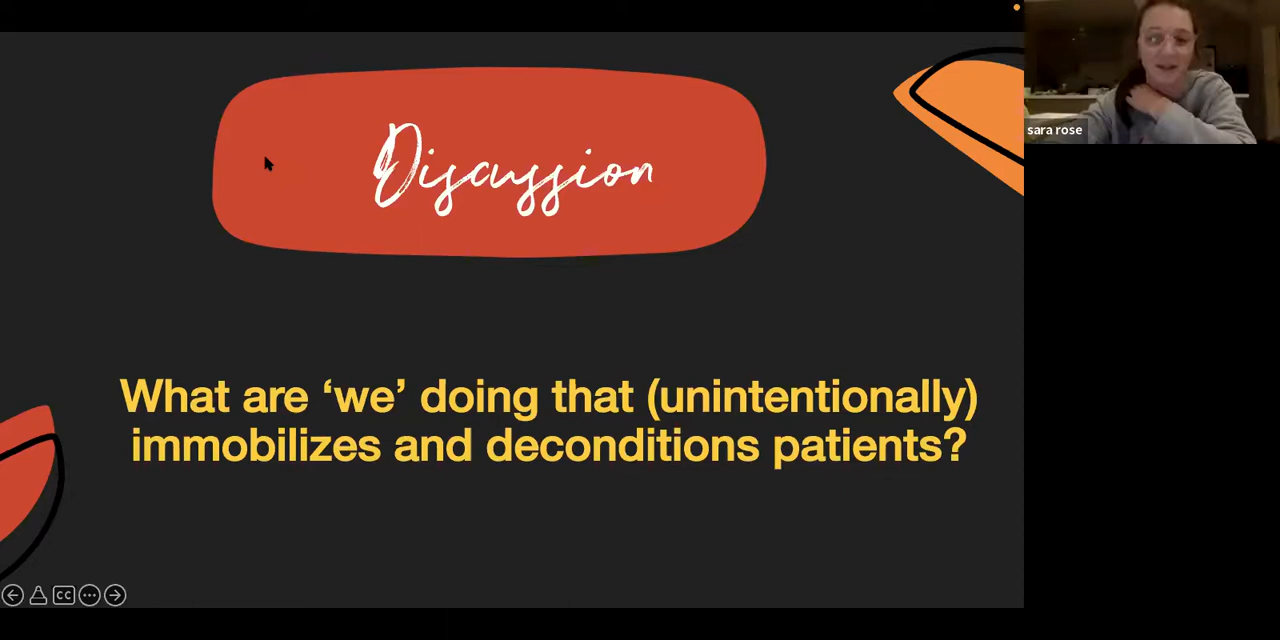 Discussion
sara rose
What are ‘we’ doing that (unintentionally)
immobilizes and deconditions patients?
CC